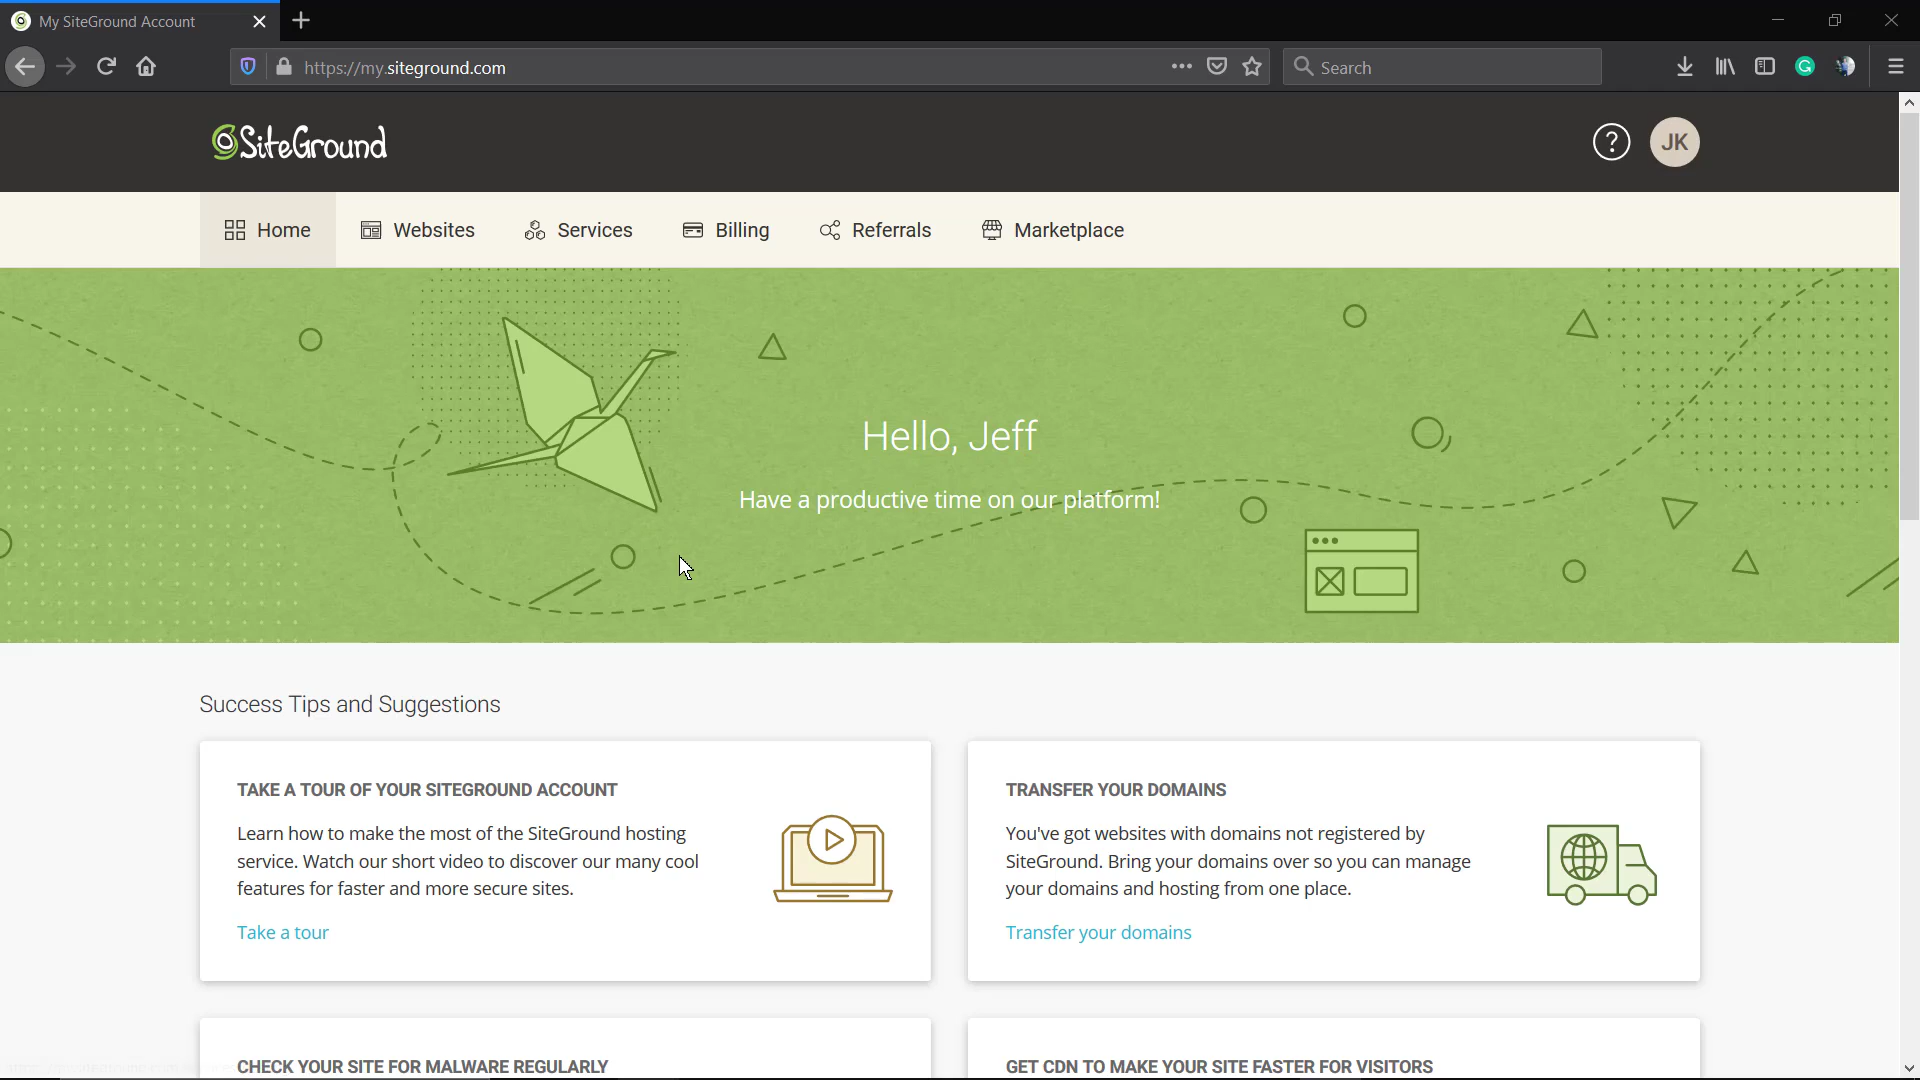 My SiteGround Account
https://my.siteground.com
Search
SiteGround
? JK
Home Websites Services Billing Referrals Marketplace
Hello, Jeff
Have a productive time on our platform!
Success Tips and Suggestions
TAKE A TOUR OF YOUR SITEGROUND ACCOUNT
Learn how to make the most of the SiteGround hosting
service. Watch our short video to discover our many cool
features for faster and more secure sites.
Take a tour
TRANSFER YOUR DOMAINS
You've got websites with domains not registered by
SiteGround. Bring your domains over so you can manage
your domains and hosting from one place.
Transfer your domains
CHECK YOUR SITE FOR MALWARE REGULARLY
GET CDN TO MAKE YOUR SITE FASTER FOR VISITORS